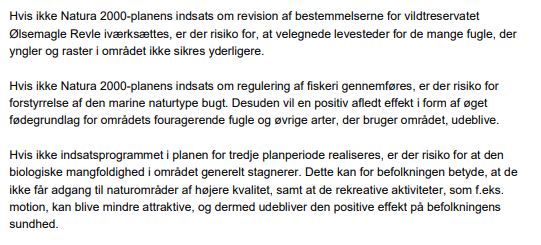 Hvis ikke Natura 2000-planens indsats om revision af bestemmelserne for vildtreservatet
Ølsemagle Revle iværksættes, er der risiko for, at velegnede levesteder for de mange fugle, der
yngler og raster i området ikke sikres yderligere.
Hvis ikke Natura 2000-planens indsats om regulering af fiskeri gennemføres, er der risiko for
forstyrrelse af den marine naturtype bugt. Desuden vil en positiv afledt effekt i form af øget
fødegrundlag for områdets fouragerende fugle og øvrige arter, der bruger området, udeblive.
Hvis ikke indsatsprogrammet i planen for tredje planperiode realiseres, er der risiko for at den
biologiske mangfoldighed i området generelt stagnerer. Dette kan for befolkningen betyde, at de
ikke får adgang til naturområder af højere kvalitet, samt at de rekreative aktiviteter, som f.eks.
motion, kan blive mindre attraktive, og dermed udebliver den positive effekt på befolkningens
sundhed.